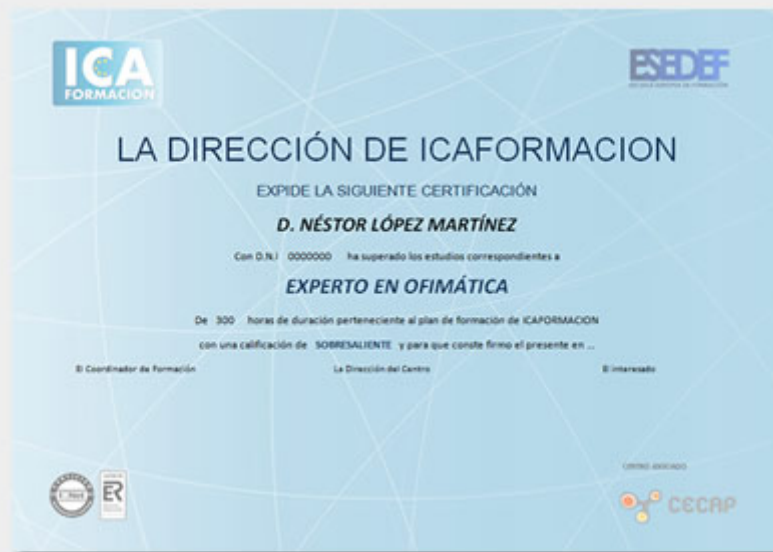 ICA
FORMACION
ESEDEF
LA DIRECCIÓN DE ICAFORMACION
EXPIDE LA SIGUIENTE CERTIFICACIÓN
D. NÉSTOR LÓPEZ MARTÍNEZ
Con D.N.I 0000000 ha superado los estudios correspondientes a
EXPERTO EN OFIMÁTICA
De 300 horas de duración perteneciente al plan de formación de ICAFORMACION
con una calificación de SOBRESALIENTE y para que conste firmo el presente en ...
El Coordinador de Formación La Dirección del Centro El interesado
CENTRO ASOCIADO
ER
CECAP